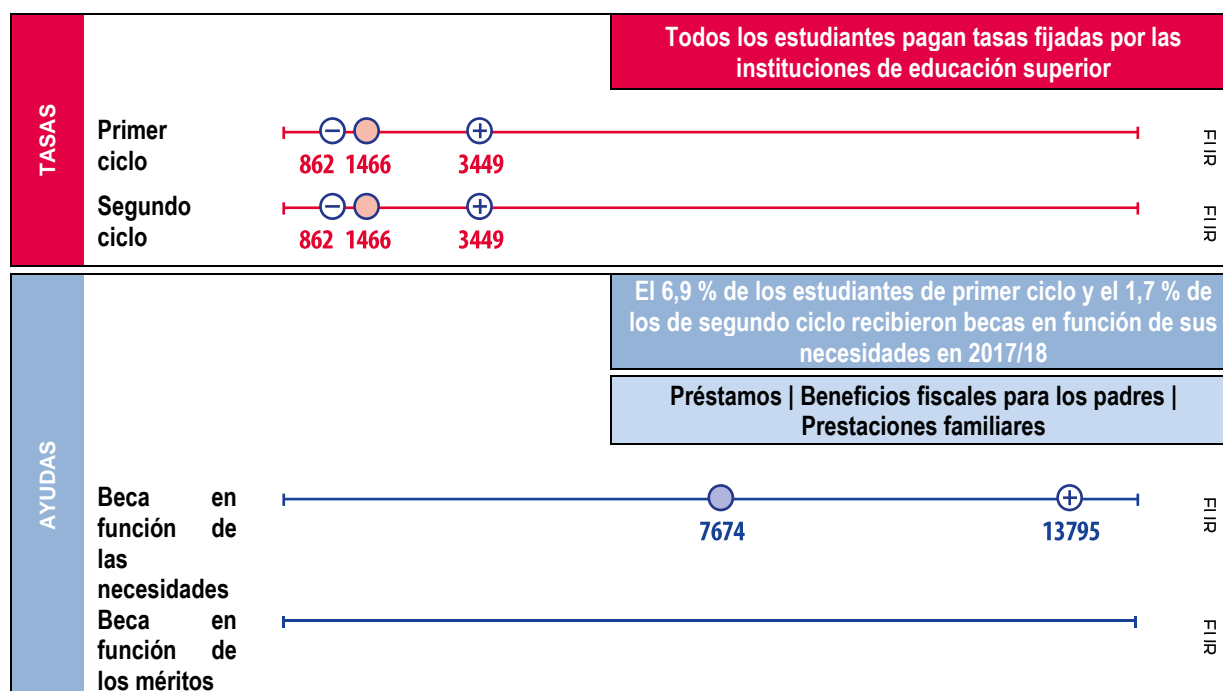 Todos los estudiantes pagan tasas fijadas por las
instituciones de educación superior
TASAS
Primer
ciclo
862 1466 3449
EUR
Segundo
ciclo
862 1466 3449
EUR
El 6,9 % de los estudiantes de primer ciclo y el 1,7 % de
los de segundo ciclo recibieron becas en función de sus
necesidades en 2017/18
Préstamos | Beneficios fiscales para los padres |
Prestaciones familiares
AYUDAS
Beca en
función de
las
necesidades
7674 13795
EUR
Beca en
función de
los méritos
EUR